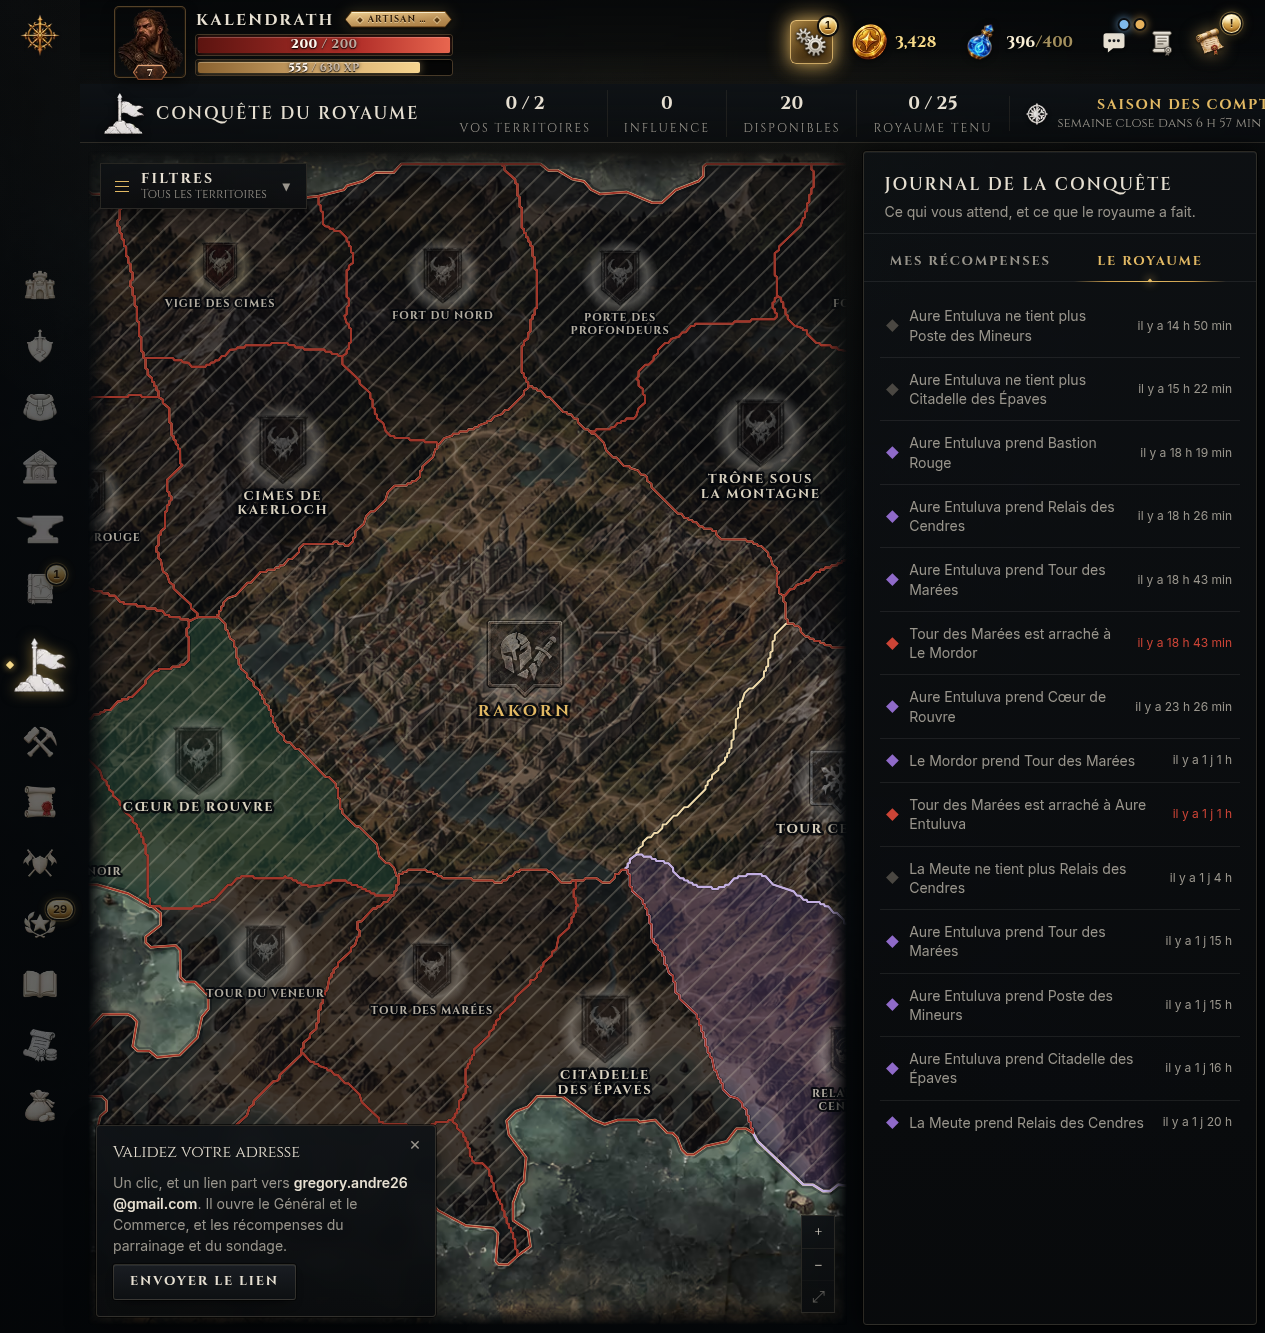 KALENDRATH
ARTISAN ...
200 / 200
555 / 630 XP
7
1
3,428
396/400
!
CONQUÊTE DU ROYAUME
0 / 2
VOS TERRITOIRES
0
INFLUENCE
20
DISPONIBLES
0 / 25
ROYAUME TENU
SAISON DES COMPT
SEMAINE CLOSE DANS 6 H 57 MIN
FILTRES
TOUS LES TERRITOIRES
VIGIE DES CIMES
FORT DU NORD
PORTE DES
PROFONDEURS
FO
CIMES DE
KAERLOCH
TRÔNE SOUS
LA MONTAGNE
ROUGE
RAKORN
CŒUR DE ROUVRE
TOUR CE
NOIR
TOUR DU VENEUR
TOUR DES MARÉES
CITADELLE
DES ÉPAVES
RELA
CEN
1
29
VALIDEZ VOTRE ADRESSE
Un clic, et un lien part vers gregory.andre26
@gmail.com. Il ouvre le Général et le
Commerce, et les récompenses du
parrainage et du sondage.
ENVOYER LE LIEN
JOURNAL DE LA CONQUÊTE
Ce qui vous attend, et ce que le royaume a fait.
MES RÉCOMPENSES
LE ROYAUME
Aure Entuluva ne tient plus
Poste des Mineurs
il y a 14 h 50 min
Aure Entuluva ne tient plus
Citadelle des Épaves
il y a 15 h 22 min
Aure Entuluva prend Bastion
Rouge
il y a 18 h 19 min
Aure Entuluva prend Relais des
Cendres
il y a 18 h 26 min
Aure Entuluva prend Tour des
Marées
il y a 18 h 43 min
Tour des Marées est arraché à
Le Mordor
il y a 18 h 43 min
Aure Entuluva prend Cœur de
Rouvre
il y a 23 h 26 min
Le Mordor prend Tour des Marées
il y a 1 j 1 h
Tour des Marées est arraché à Aure
Entuluva
il y a 1 j 1 h
La Meute ne tient plus Relais des
Cendres
il y a 1 j 4 h
Aure Entuluva prend Tour des
Marées
il y a 1 j 15 h
Aure Entuluva prend Poste des
Mineurs
il y a 1 j 15 h
Aure Entuluva prend Citadelle des
Épaves
il y a 1 j 16 h
La Meute prend Relais des Cendres
il y a 1 j 20 h